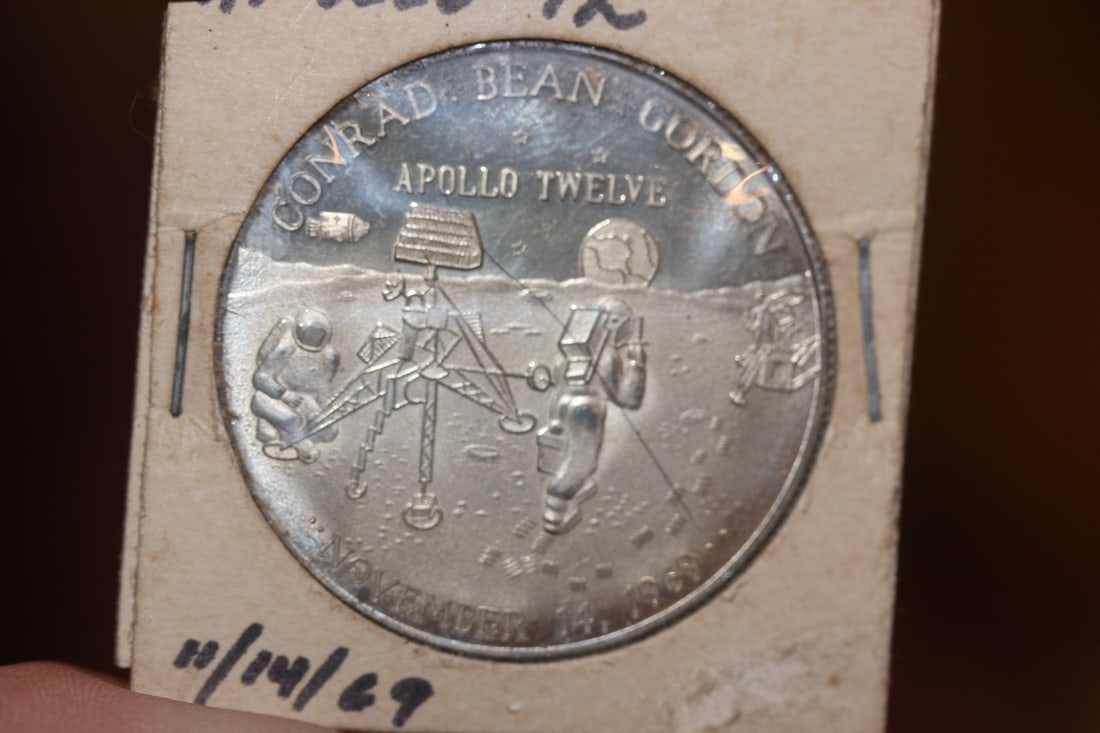 CONRAD BEAN GORDON
APOLLO TWELVE
NOVEMBER 14, 1969
11/14/69